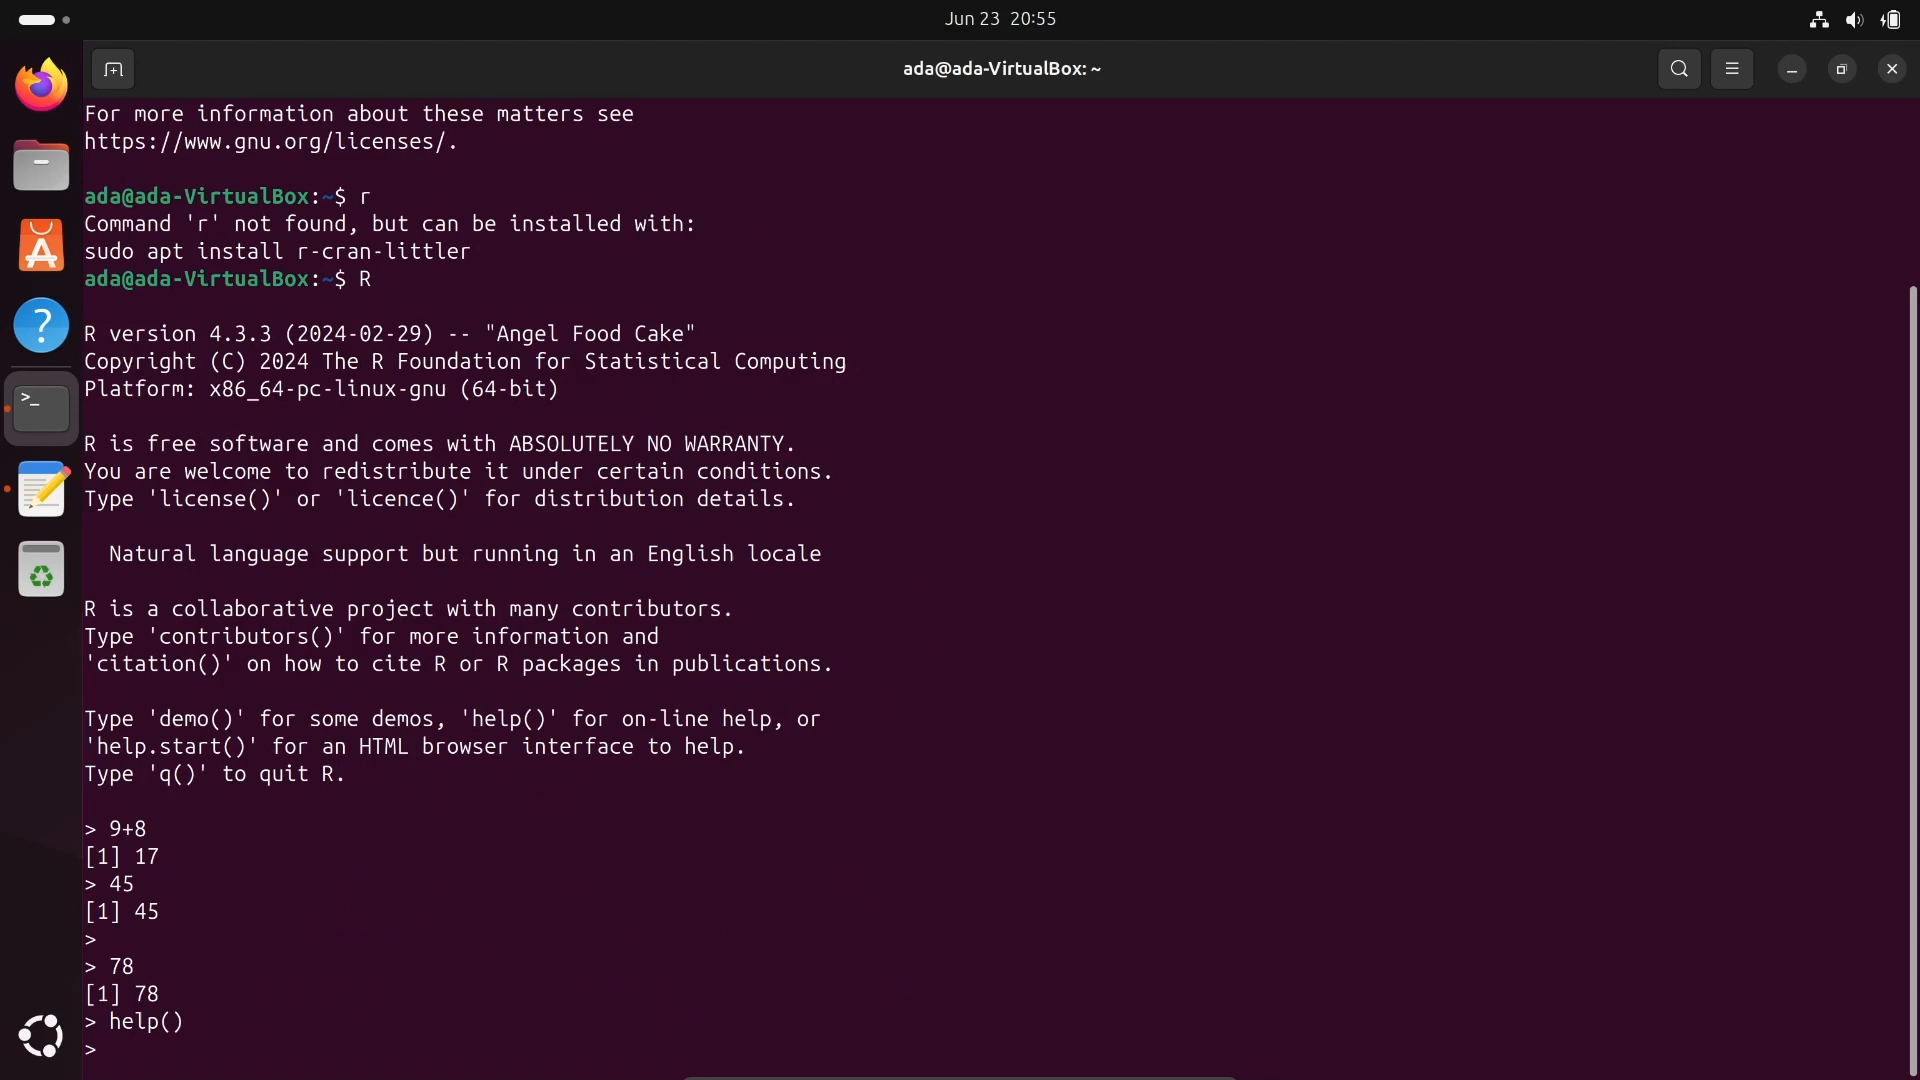 Jun 23 20:55
ada@ada-VirtualBox: ~
For more information about these matters see
https://www.gnu.org/licenses/.
ada@ada-VirtualBox:~$ r
Command 'r' not found, but can be installed with:
sudo apt install r-cran-littler
ada@ada-VirtualBox:~$ R
R version 4.3.3 (2024-02-29) -- "Angel Food Cake"
Copyright (C) 2024 The R Foundation for Statistical Computing
Platform: x86_64-pc-linux-gnu (64-bit)
R is free software and comes with ABSOLUTELY NO WARRANTY.
You are welcome to redistribute it under certain conditions.
Type 'license()' or 'licence()' for distribution details.
Natural language support but running in an English locale
R is a collaborative project with many contributors.
Type 'contributors()' for more information and
'citation()' on how to cite R or R packages in publications.
Type 'demo()' for some demos, 'help()' for on-line help, or
'help.start()' for an HTML browser interface to help.
Type 'q()' to quit R.
> 9+8
[1] 17
> 45
[1] 45
>
> 78
[1] 78
> help()
>